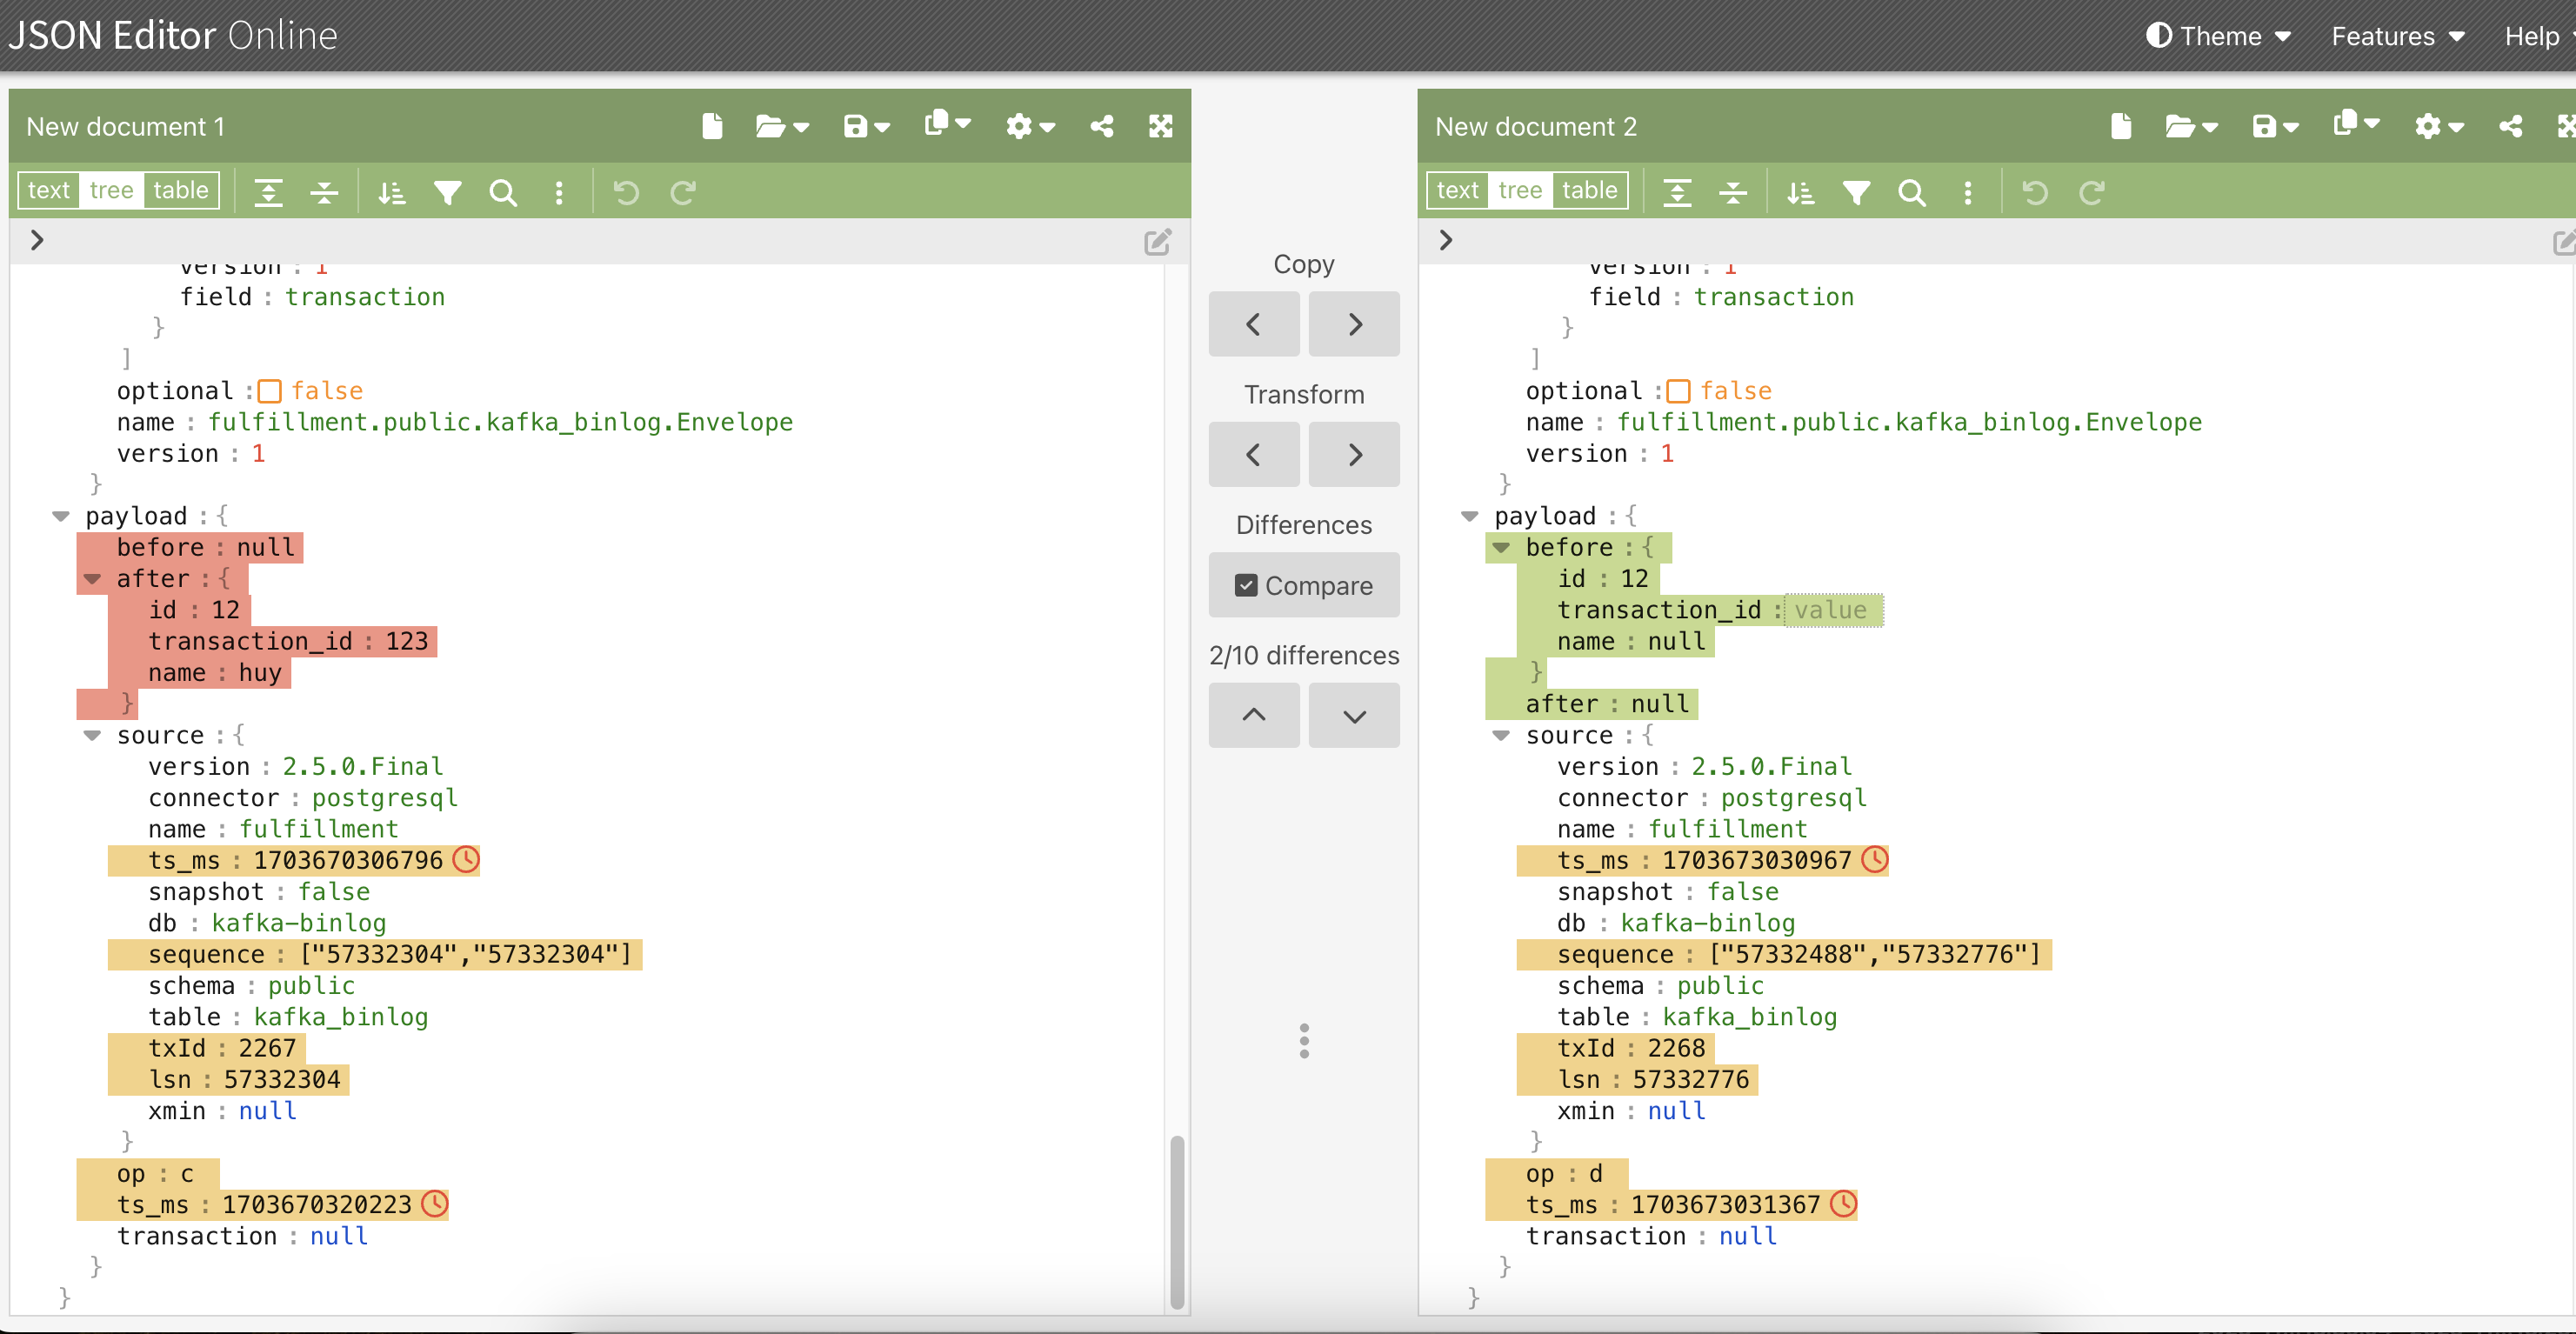 JSON Editor Online
Theme
Features
Help
New document 1
text tree table
version : 1
field : transaction
}
]
optional : false
name : fulfillment.public.kafka_binlog.Envelope
version : 1
}
payload : {
before : null
after : {
id : 12
transaction_id : 123
name : huy
}
source : {
version : 2.5.0.Final
connector : postgresql
name : fulfillment
ts_ms : 1703670306796
snapshot : false
db : kafka-binlog
sequence : ["57332304","57332304"]
schema : public
table : kafka_binlog
txId : 2267
lsn : 57332304
xmin : null
}
op : c
ts_ms : 1703670320223
transaction : null
}
}
Copy
Transform
Differences
Compare
2/10 differences
New document 2
text tree table
version : 1
field : transaction
}
]
optional : false
name : fulfillment.public.kafka_binlog.Envelope
version : 1
}
payload : {
before : {
id : 12
transaction_id : value
name : null
}
after : null
source : {
version : 2.5.0.Final
connector : postgresql
name : fulfillment
ts_ms : 1703673030967
snapshot : false
db : kafka-binlog
sequence : ["57332488","57332776"]
schema : public
table : kafka_binlog
txId : 2268
lsn : 57332776
xmin : null
}
op : d
ts_ms : 1703673031367
transaction : null
}
}